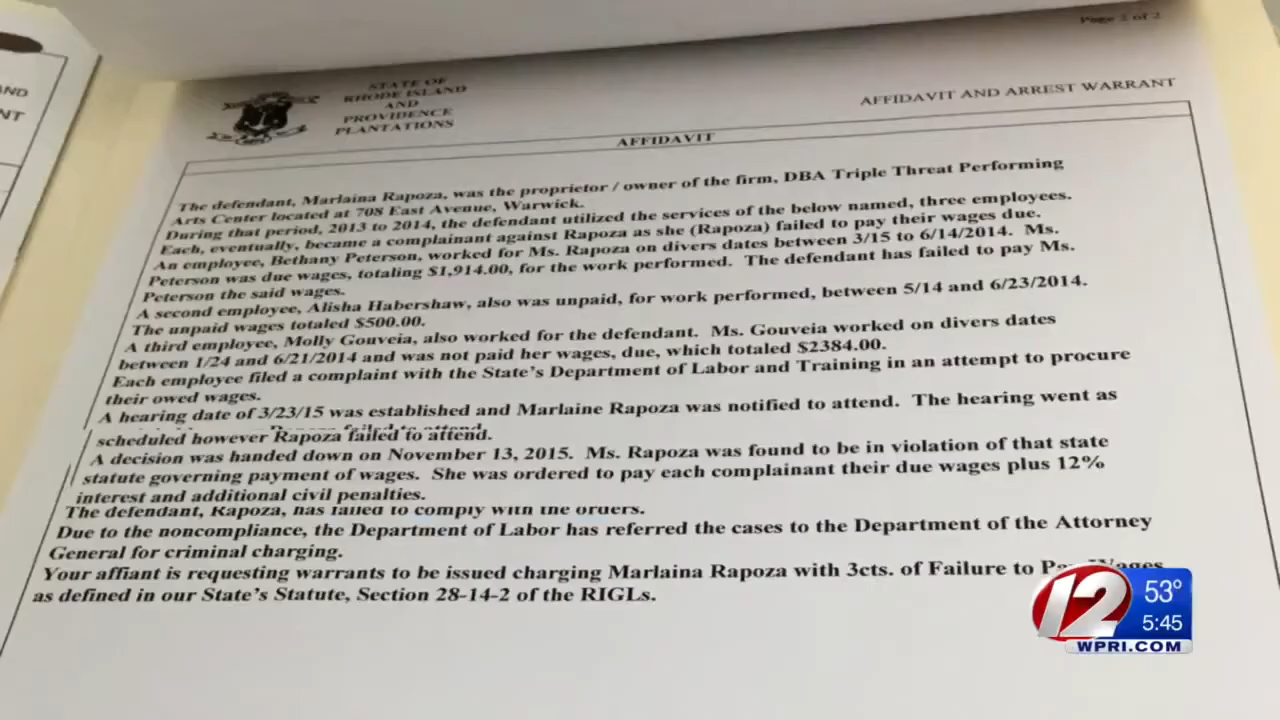 Page 2 of 2
AND
NT
STATE OF
RHODE ISLAND
AND
PROVIDENCE
PLANTATIONS
AFFIDAVIT AND ARREST WARRANT
AFFIDAVIT
The defendant, Marlaina Rapoza, was the proprietor / owner of the firm, DBA Triple Threat Performing
Arts Center located at 708 East Avenue, Warwick.
During that period, 2013 to 2014, the defendant utilized the services of the below named, three employees.
Each, eventually, became a complainant against Rapoza as she (Rapoza) failed to pay their wages due.
An employee, Bethany Peterson, worked for Ms. Rapoza on divers dates between 3/15 to 6/14/2014. Ms.
Peterson was due wages, totaling $1,914.00, for the work performed. The defendant has failed to pay Ms.
Peterson the said wages.
A second employee, Alisha Habershaw, also was unpaid, for work performed, between 5/14 and 6/23/2014.
The unpaid wages totaled $500.00.
A third employee, Molly Gouveia, also worked for the defendant. Ms. Gouveia worked on divers dates
between 1/24 and 6/21/2014 and was not paid her wages, due, which totaled $2384.00.
Each employee filed a complaint with the State's Department of Labor and Training in an attempt to procure
their owed wages.
A hearing date of 3/23/15 was established and Marlaine Rapoza was notified to attend. The hearing went as
scheduled however Rapoza failed to attend.
A decision was handed down on November 13, 2015. Ms. Rapoza was found to be in violation of that state
statute governing payment of wages. She was ordered to pay each complainant their due wages plus 12%
interest and additional civil penalties.
The defendant, Rapoza, has failed to comply with the orders.
Due to the noncompliance, the Department of Labor has referred the cases to the Department of the Attorney
General for criminal charging.
Your affiant is requesting warrants to be issued charging Marlaina Rapoza with 3cts. of Failure to Pay Wages
as defined in our State's Statute, Section 28-14-2 of the RIGLs.
12
53°
5:45
WPRI.COM